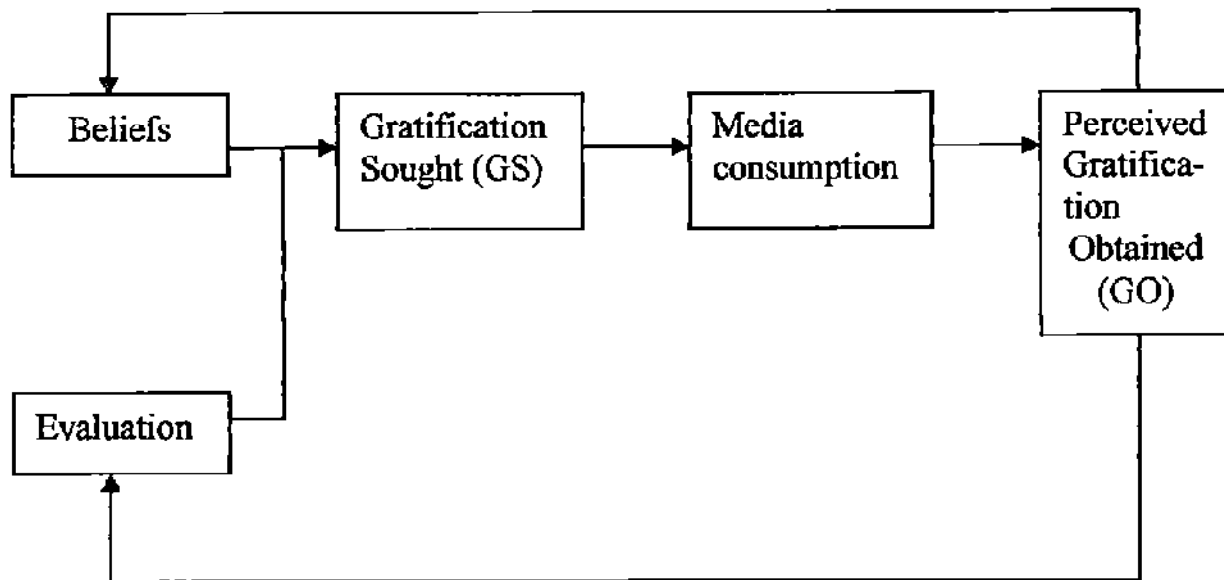 Beliefs
Gratification
Sought (GS)
Media
consumption
Perceived
Gratifica-
tion
Obtained
(GO)
Evaluation